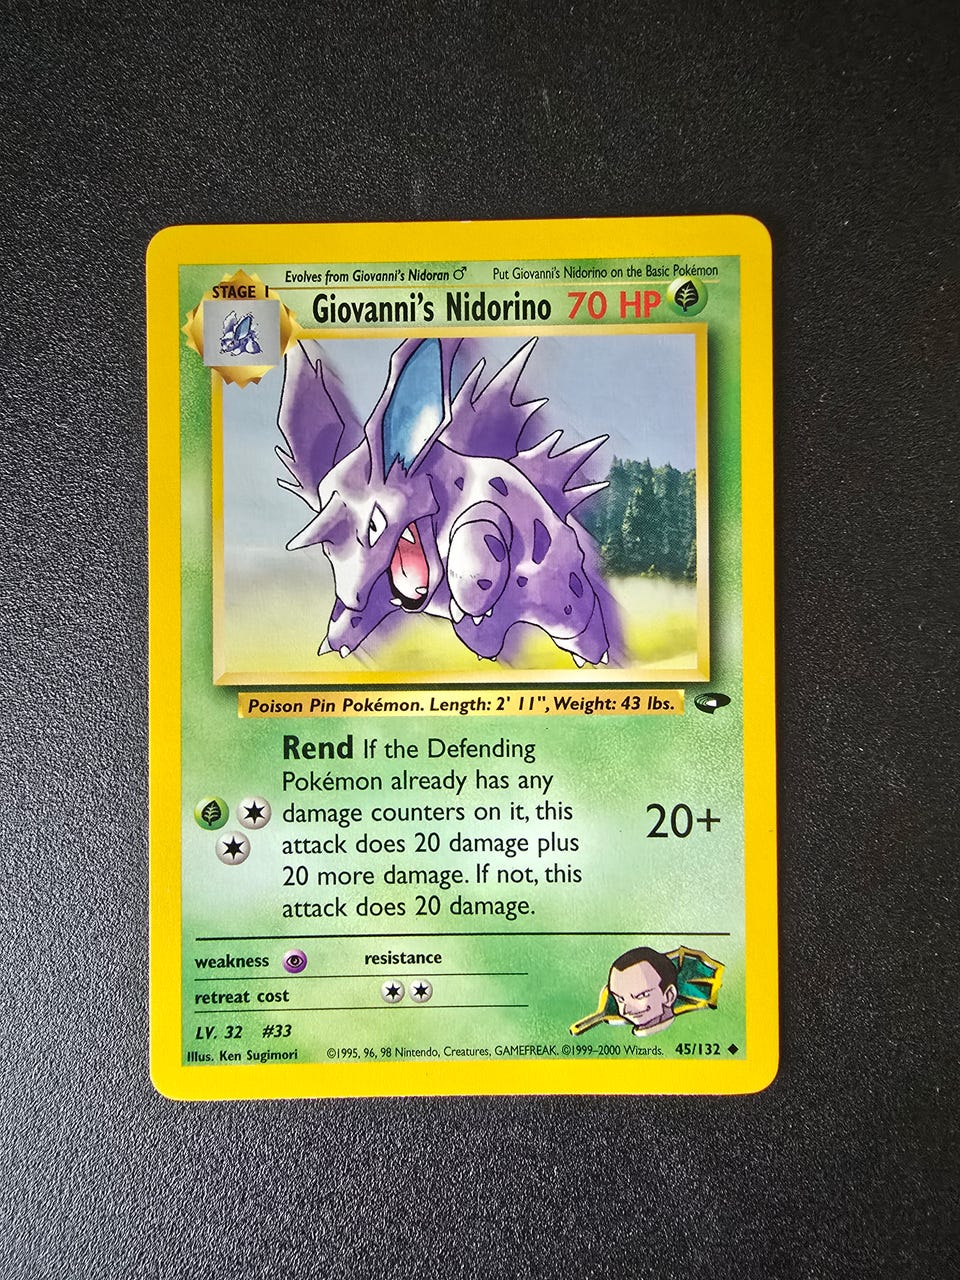 Evolves from Giovanni's Nidoran ♂ Put Giovanni's Nidorino on the Basic Pokémon
STAGE 1
Giovanni's Nidorino 70 HP
Poison Pin Pokémon. Length: 2' 11", Weight: 43 lbs.
Rend If the Defending
Pokémon already has any
damage counters on it, this
attack does 20 damage plus
20 more damage. If not, this
attack does 20 damage.
20+
weakness resistance
retreat cost
LV. 32 #33
Illus. Ken Sugimori ©1995, 96, 98 Nintendo, Creatures, GAMEFREAK. ©1999–2000 Wizards. 45/132 ◆